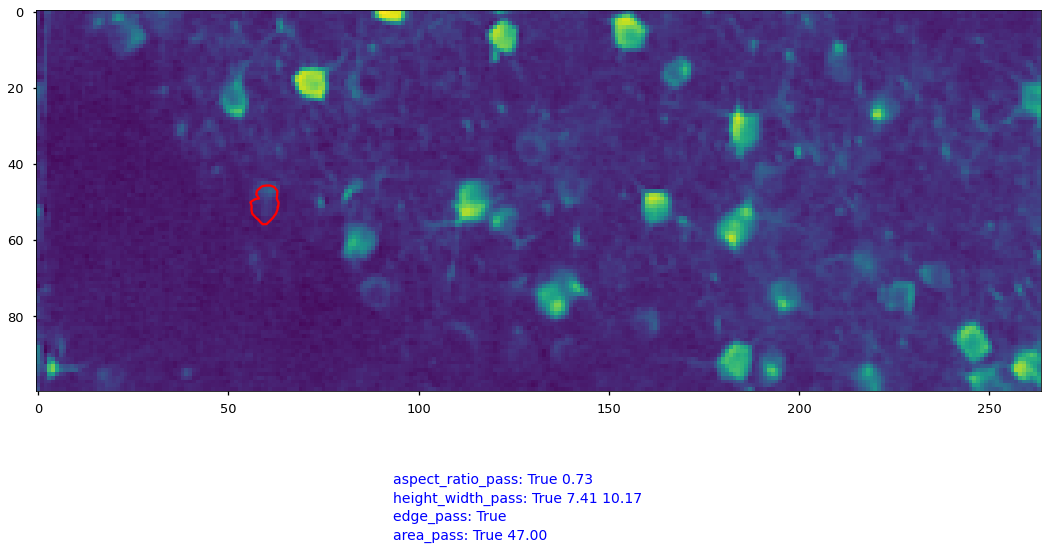 0
20
40
60
80
0 50 100 150 200 250
aspect_ratio_pass: True 0.73
height_width_pass: True 7.41 10.17
edge_pass: True
area_pass: True 47.00